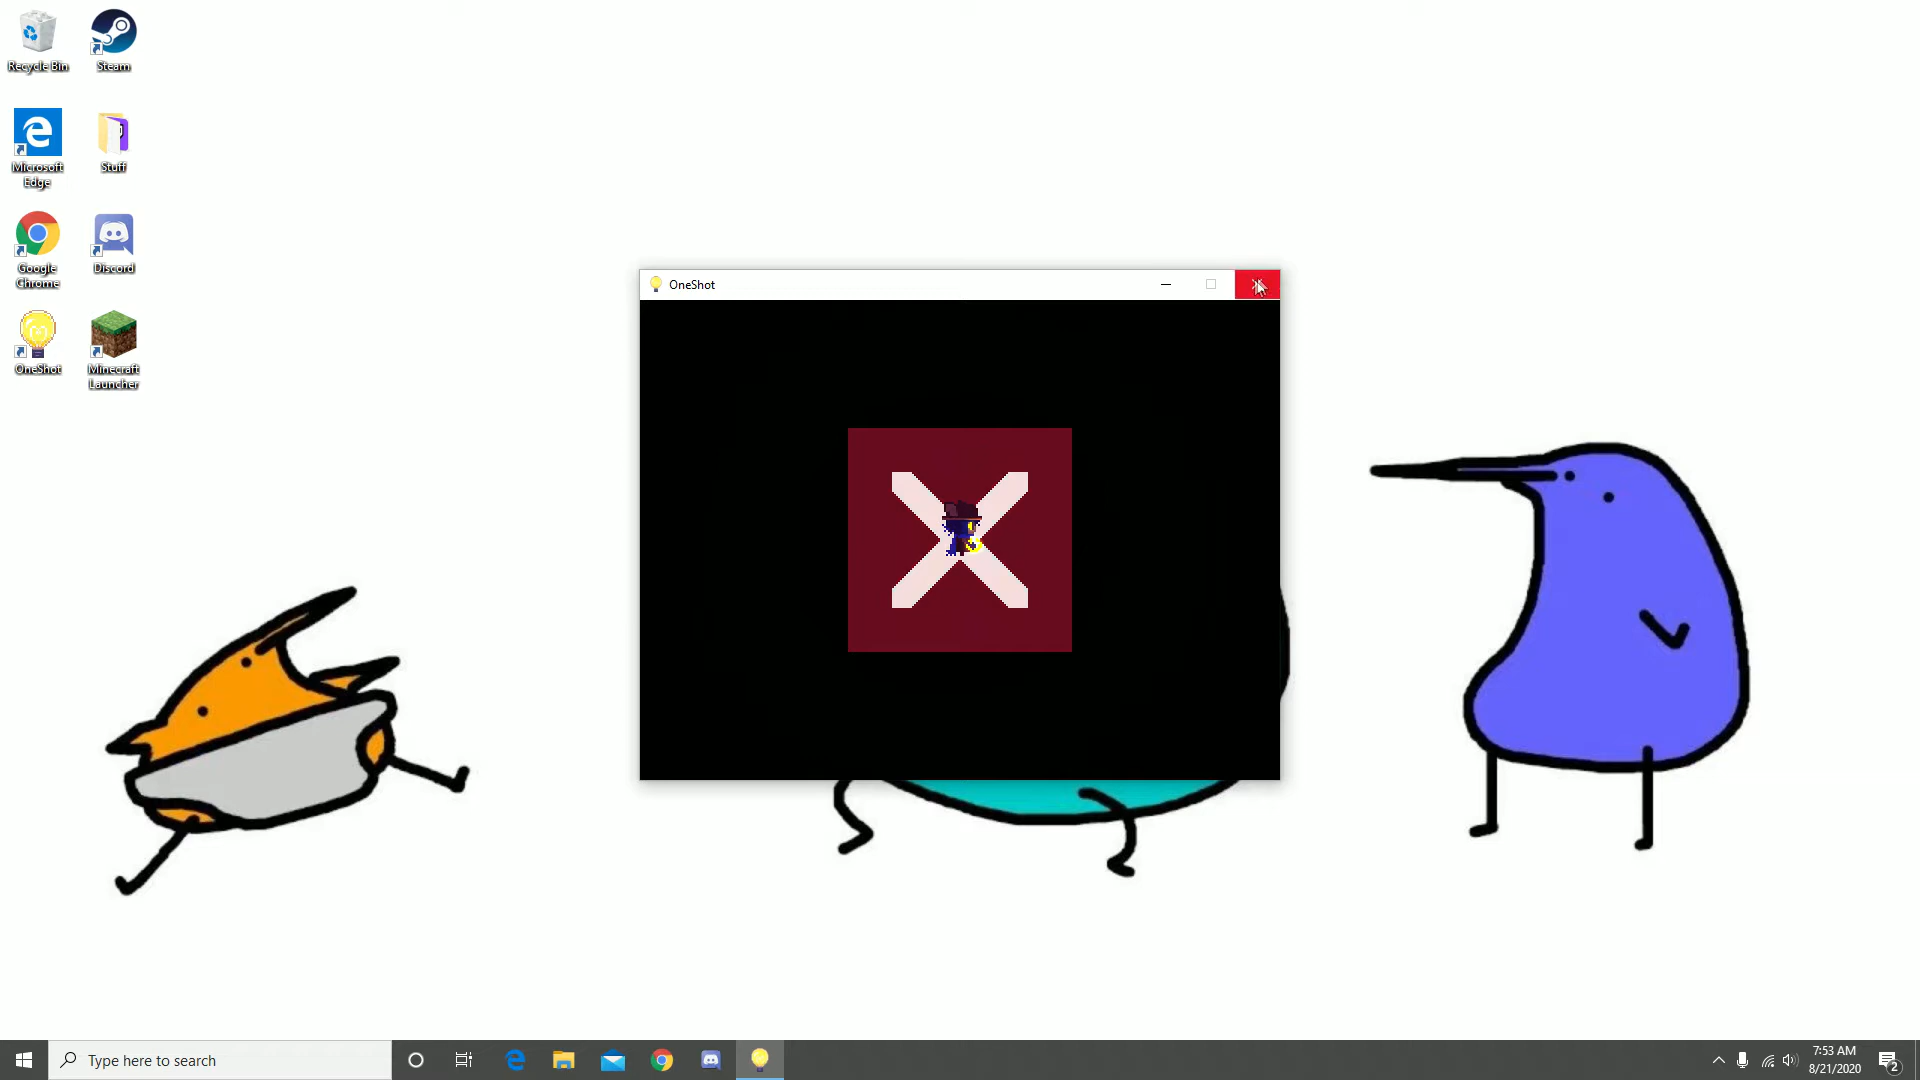 Recycle Bin
Steam
Microsoft
Edge
Stuff
Google
Chrome
Discord
OneShot
Minecraft
Launcher
OneShot
Type here to search
7:53 AM
8/21/2020
2